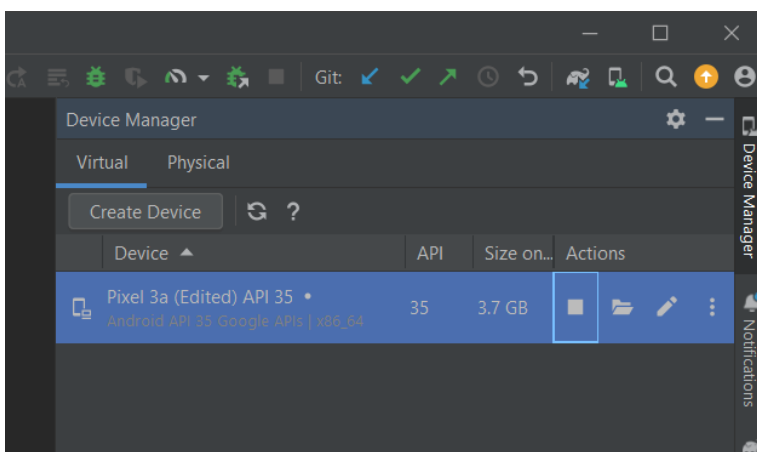 Git:
Device Manager
Virtual Physical
Create Device ?
Device API Size on... Actions
Pixel 3a (Edited) API 35 •
Android API 35 Google APIs | x86_64
35 3.7 GB
Device Manager
Notifications